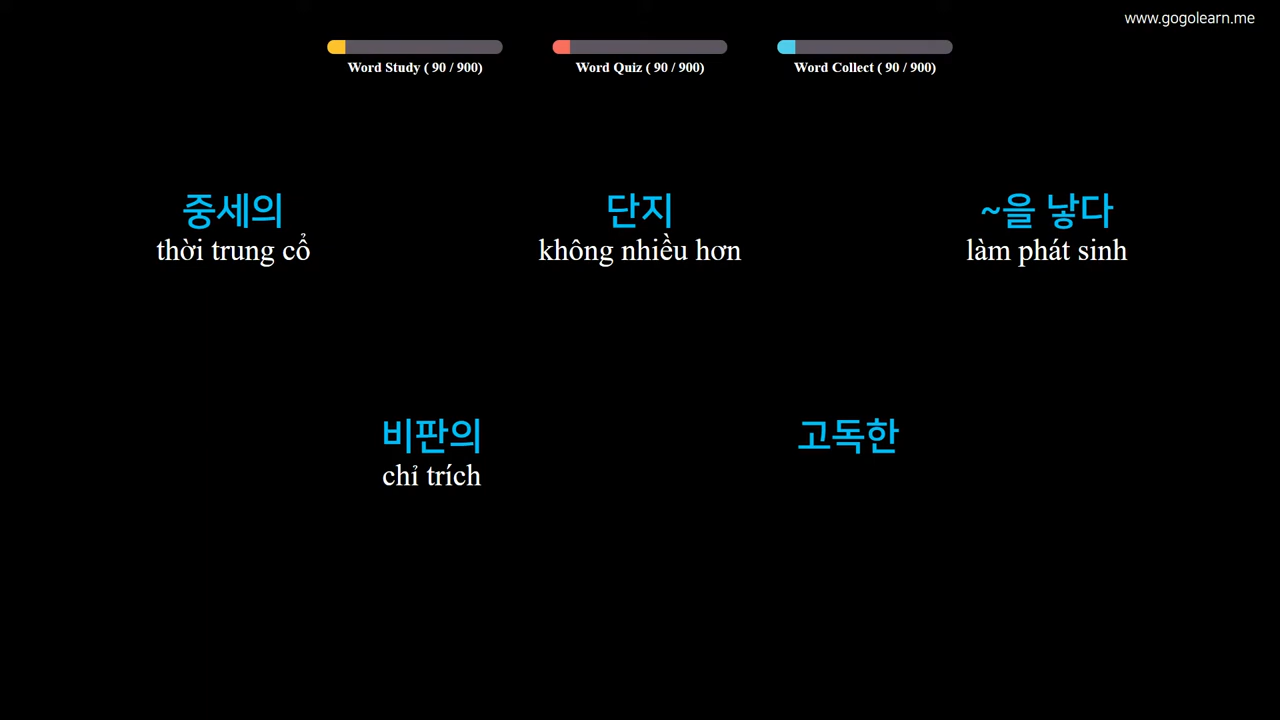 www.gogolearn.me
Word Study ( 90 / 900)
Word Quiz ( 90 / 900)
Word Collect ( 90 / 900)
중세의
thời trung cổ
단지
không nhiều hơn
~을 낳다
làm phát sinh
비판의
chỉ trích
고독한